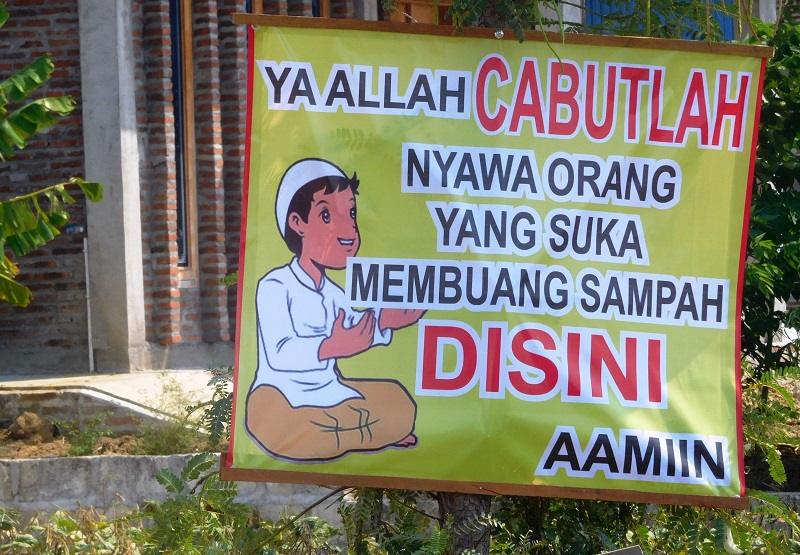 YA ALLAH CABUTLAH
NYAWA ORANG
YANG SUKA
MEMBUANG SAMPAH
DISINI
AAMIIN